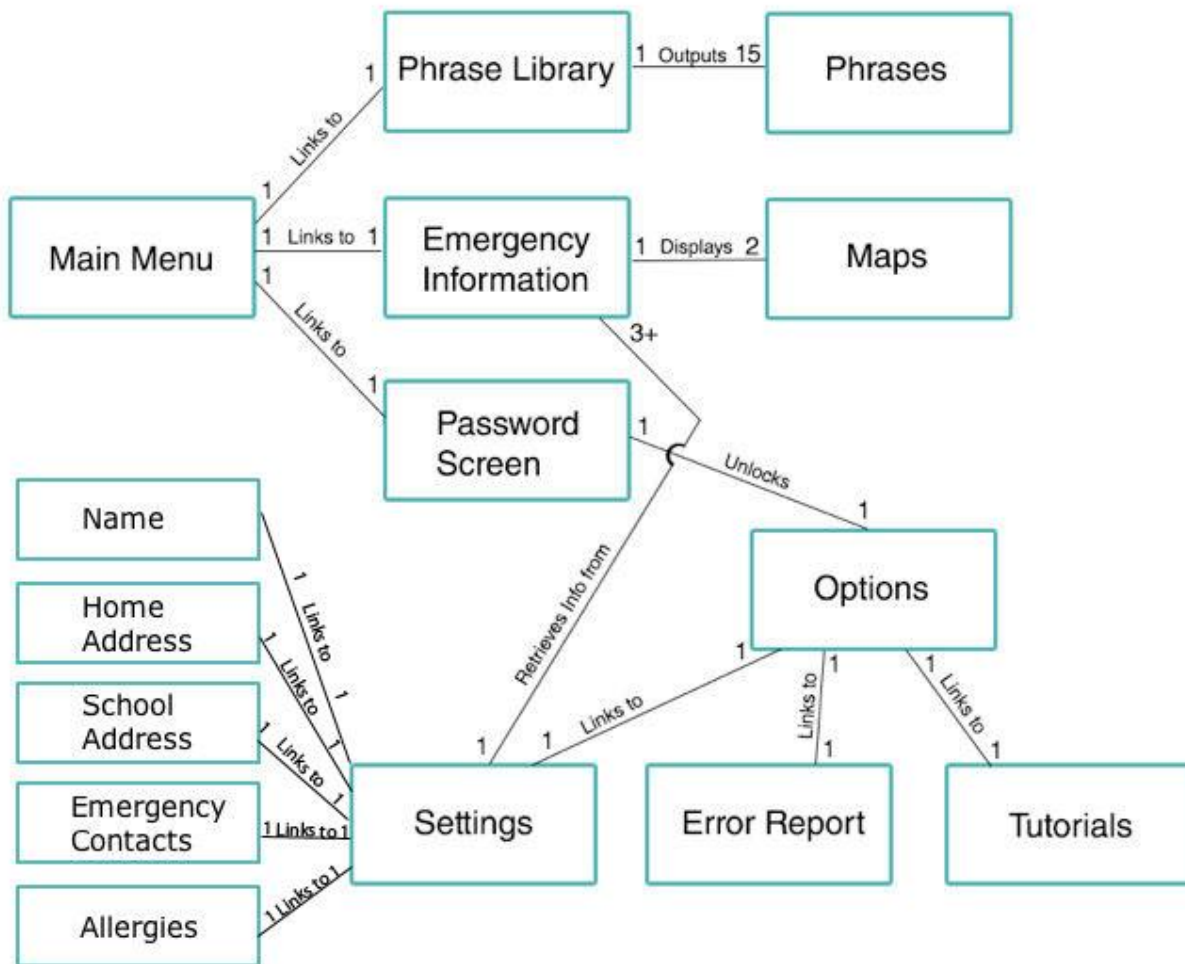 1 Outputs 15
Phrase Library
Phrases
1
Links to
1
Main Menu
1 Links to 1
Emergency
Information
1 Displays 2
Maps
1
Links to
1
3+
Password
Screen
1
Unlocks
1
Options
Retrieves Info from
1
Name
1
Links to
1
Home
Address
1
Links to
1
School
Address
1
Links to
1
Emergency
Contacts
1 Links to 1
Allergies
1 Links to 1
Settings
1
Links to
1
1
Links to
1
Error Report
1
Links to
1
Tutorials